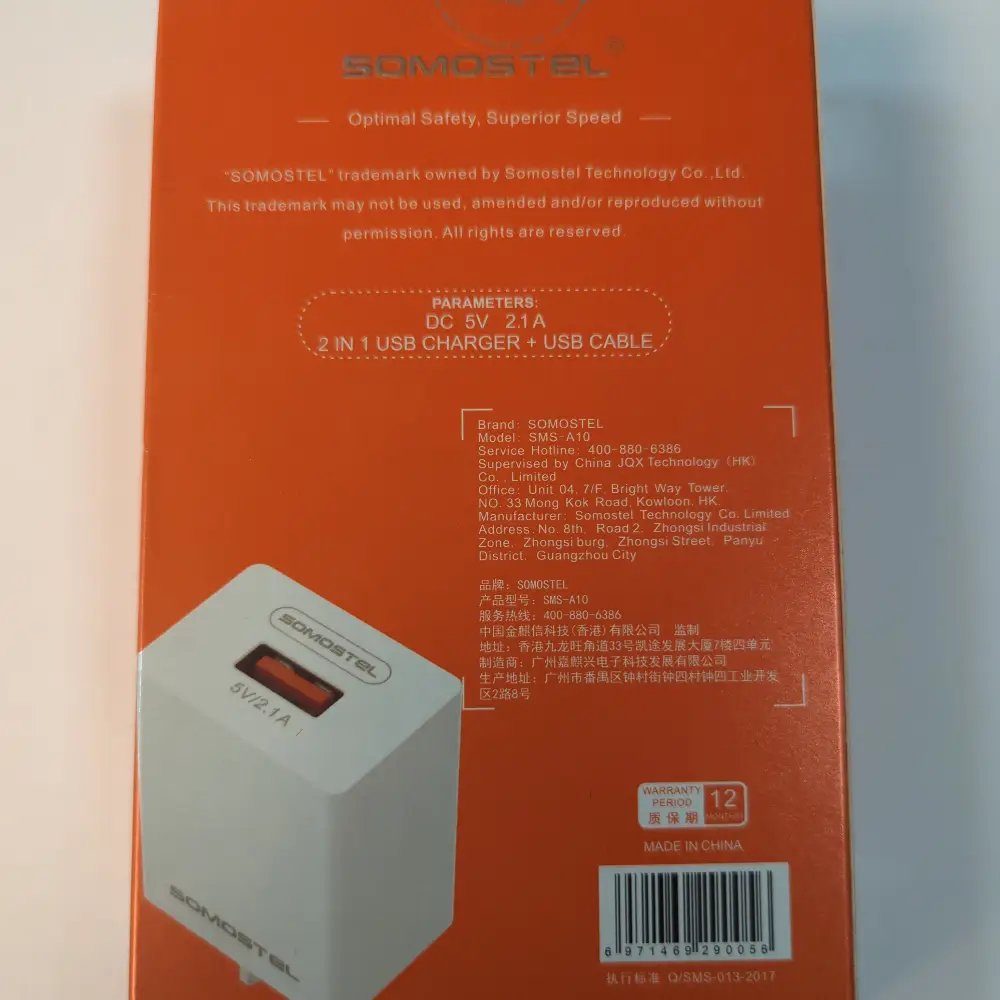 SOMOSTEL®
Optimal Safety, Superior Speed
"SOMOSTEL" trademark owned by Somostel Technology Co.,Ltd.
This trademark may not be used, amended and/or reproduced without
permission. All rights are reserved.
PARAMETERS:
DC 5V 2.1A
2 IN 1 USB CHARGER + USB CABLE
Brand: SOMOSTEL
Model: SMS-A10
Service Hotline: 400-880-6386
Supervised by China JQX Technology (HK)
Co., Limited
Office: Unit 04, 7/F, Bright Way Tower,
NO. 33 Mong Kok Road, Kowloon, HK.
Manufacturer: Somostel Technology Co. Limited
Address. No. 8th, Road 2, Zhongsi Industrial
Zone, Zhongsi burg, Zhongsi Street, Panyu
District, Guangzhou City
品牌：SOMOSTEL
产品型号：SMS-A10
服务热线：400-880-6386
中国金麒信科技(香港)有限公司 监制
地址：香港九龙旺角道33号凯途发展大厦7楼四单元
制造商：广州嘉麒兴电子科技发展有限公司
生产地址：广州市番禺区钟村街钟四村钟四工业开发
区2路8号
SOMOSTEL
5V/2.1A
SOMOSTEL
WARRANTY
PERIOD
质保期
12
MONTHS
MADE IN CHINA
6 971469 290056
执行标准 Q/SMS-013-2017